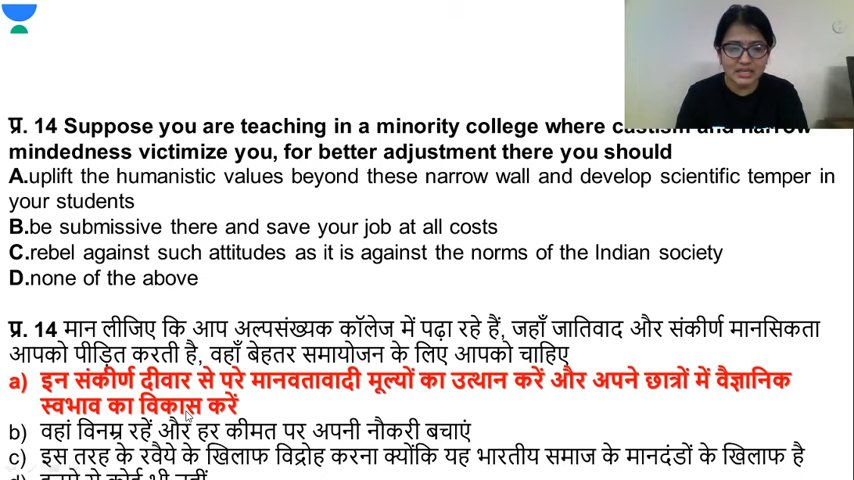 प्र. 14 Suppose you are teaching in a minority college where castism and narrow
mindedness victimize you, for better adjustment there you should
A.uplift the humanistic values beyond these narrow wall and develop scientific temper in
your students
B.be submissive there and save your job at all costs
C.rebel against such attitudes as it is against the norms of the Indian society
D.none of the above
प्र. 14 मान लीजिए कि आप अल्पसंख्यक कॉलेज में पढ़ा रहे हैं, जहाँ जातिवाद और संकीर्ण मानसिकता
आपको पीड़ित करती है, वहाँ बेहतर समायोजन के लिए आपको चाहिए
a) इन संकीर्ण दीवार से परे मानवतावादी मूल्यों का उत्थान करें और अपने छात्रों में वैज्ञानिक
स्वभाव का विकास करें
b) वहां विनम्र रहें और हर कीमत पर अपनी नौकरी बचाएं
c) इस तरह के रवैये के खिलाफ विद्रोह करना क्योंकि यह भारतीय समाज के मानदंडों के खिलाफ है